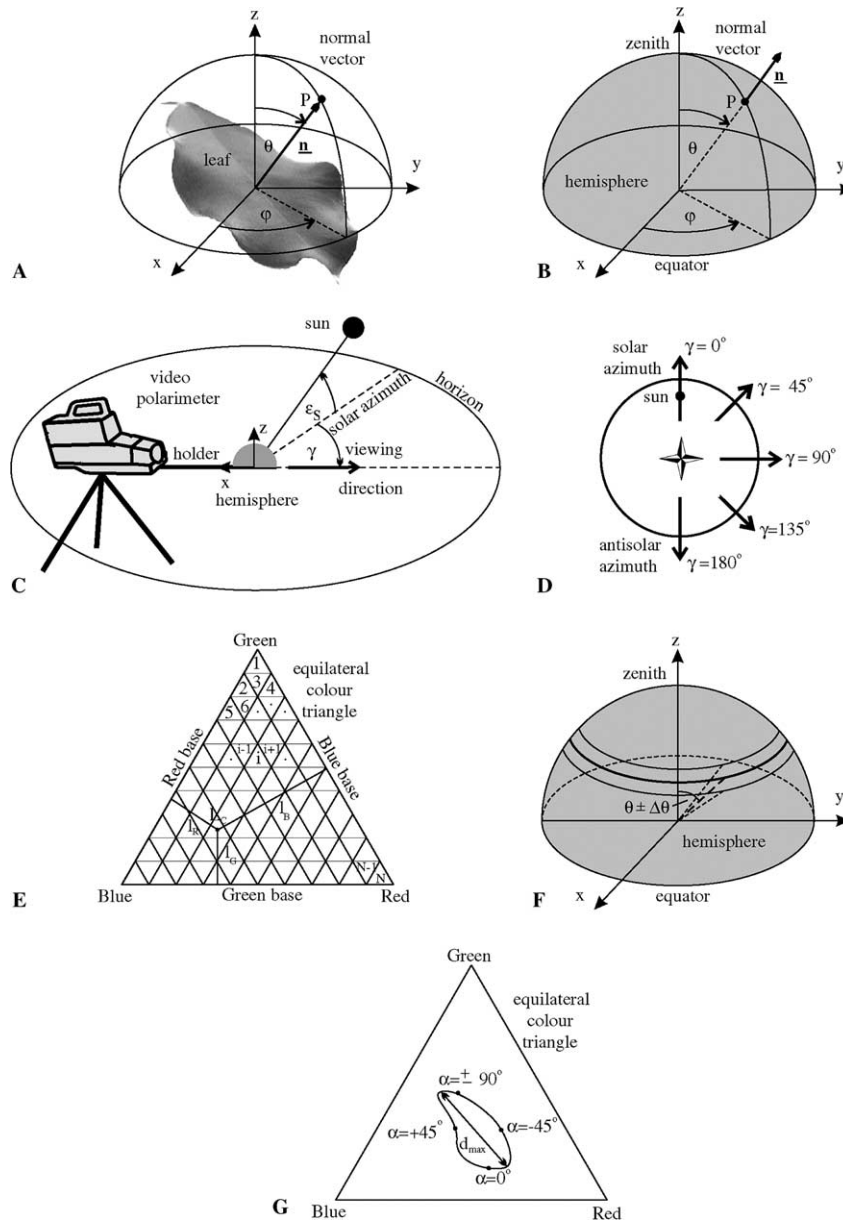 z
normal
vector
P
θ
n
leaf
y
φ
x
A
z
zenith
normal
vector
n
P
θ
y
hemisphere
φ
x
equator
B
sun
video
polarimeter
horizon
εS
solar azimuth
z
holder
γ
viewing
x
hemisphere
direction
C
solar
azimuth
γ= 0°
sun
γ= 45°
γ= 90°
γ=135°
antisolar
azimuth
γ=180°
D
Green
1
equilateral
colour
triangle
2 3 4
5 6 . .
Red base
Blue base
. i-1 i i+1 .
lR
lB
lG
N-1
N
Blue
Green base
Red
E
z
zenith
y
θ ± Δθ
hemisphere
x
equator
F
Green
equilateral
colour
triangle
α=± 90°
α=+45°
α=-45°
dmax
α=0°
Blue
Red
G